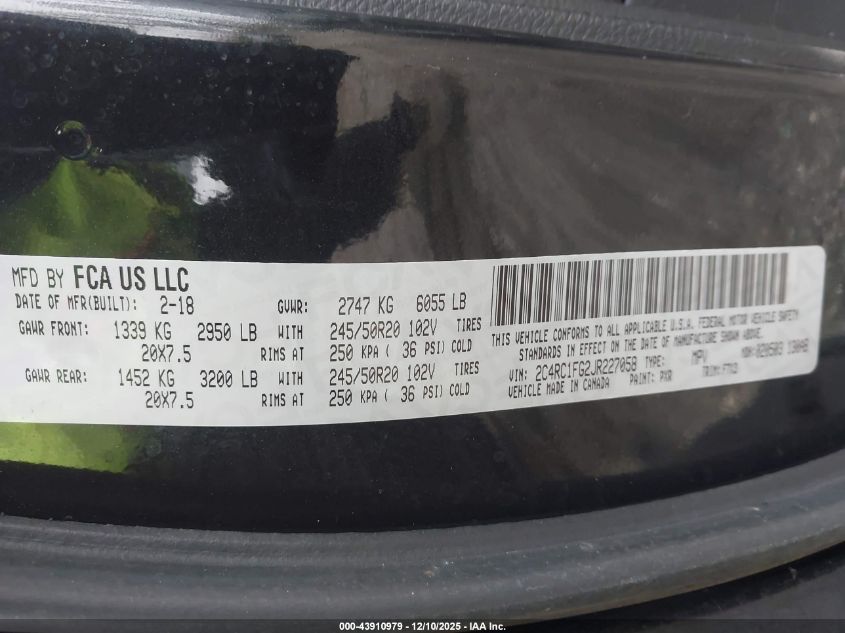 MFD BY FCA US LLC
DATE OF MFR(BUILT): 2-18 GVWR: 2747 KG 6055 LB
GAWR FRONT: 1339 KG 2950 LB WITH 245/50R20 102V TIRES
20X7.5 RIMS AT 250 KPA ( 36 PSI) COLD
GAWR REAR: 1452 KG 3200 LB WITH 245/50R20 102V TIRES
20X7.5 RIMS AT 250 KPA ( 36 PSI) COLD
THIS VEHICLE CONFORMS TO ALL APPLICABLE U.S.A. FEDERAL MOTOR VEHICLE SAFETY
STANDARDS IN EFFECT ON THE DATE OF MANUFACTURE SHOWN ABOVE.
VIN: 2C4RC1FG2JR227058 TYPE: MPV MDH:020503
VEHICLE MADE IN CANADA PAINT: PXR TRIM:
000-43910979 - 12/10/2025 - IAA Inc.